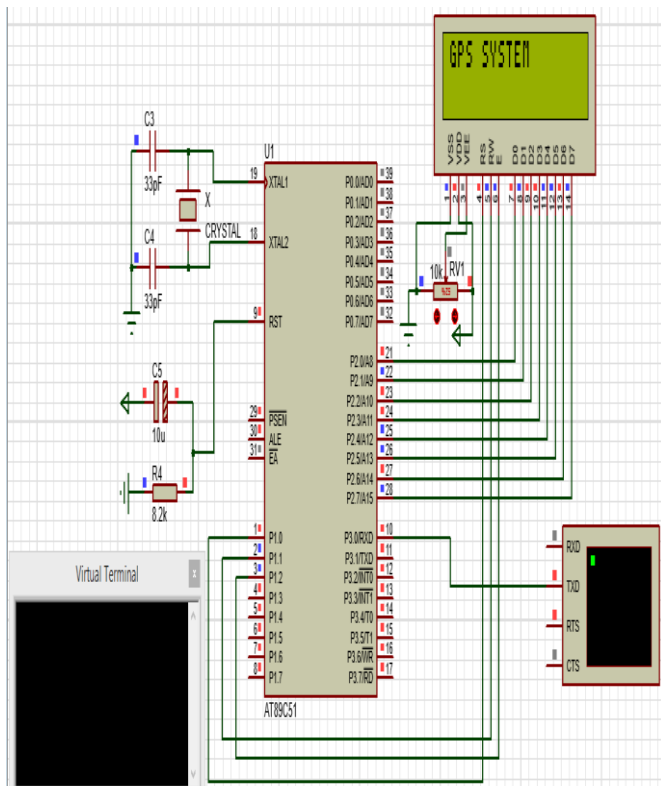 GPS SYSTEM
VSS VDD VEE RS RW E D0 D1 D2 D3 D4 D5 D6 D7
1 2 3 4 5 6 7 8 9 10 11 12 13 14
C3
33pF
X
CRYSTAL
C4
33pF
C5
10u
R4
8.2k
10k
RV1
U1
19 XTAL1
18 XTAL2
9 RST
29 PSEN
30 ALE
31 EA
1 P1.0
2 P1.1
3 P1.2
4 P1.3
5 P1.4
6 P1.5
7 P1.6
8 P1.7
P0.0/AD0 39
P0.1/AD1 38
P0.2/AD2 37
P0.3/AD3 36
P0.4/AD4 35
P0.5/AD5 34
P0.6/AD6 33
P0.7/AD7 32
P2.0/A8 21
P2.1/A9 22
P2.2/A10 23
P2.3/A11 24
P2.4/A12 25
P2.5/A13 26
P2.6/A14 27
P2.7/A15 28
P3.0/RXD 10
P3.1/TXD 11
P3.2/INT0 12
P3.3/INT1 13
P3.4/T0 14
P3.5/T1 15
P3.6/WR 16
P3.7/RD 17
AT89C51
RXD
TXD
RTS
CTS
Virtual Terminal
x